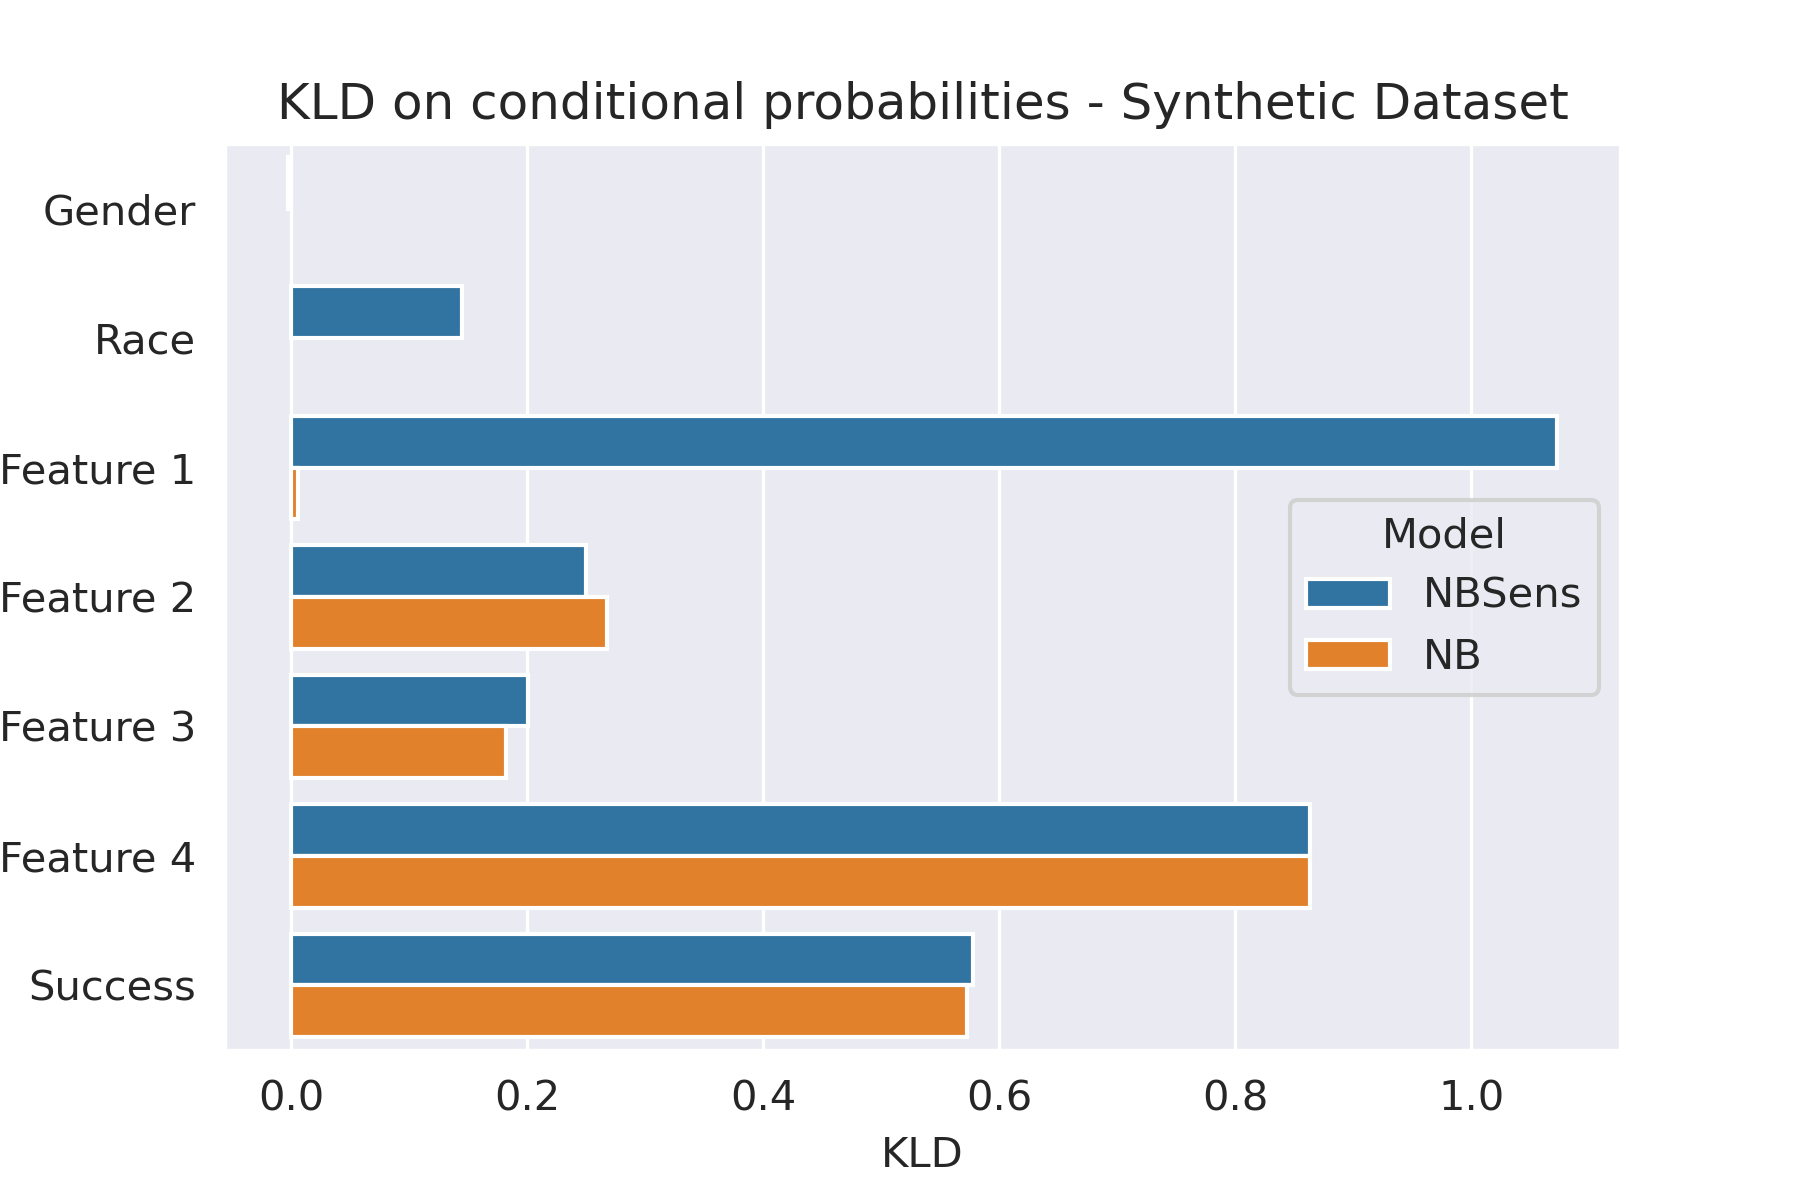 KLD on conditional probabilities - Synthetic Dataset
Gender
Race
Feature 1
Feature 2
Feature 3
Feature 4
Success
Model
NBSens
NB
0.0 0.2 0.4 0.6 0.8 1.0
KLD